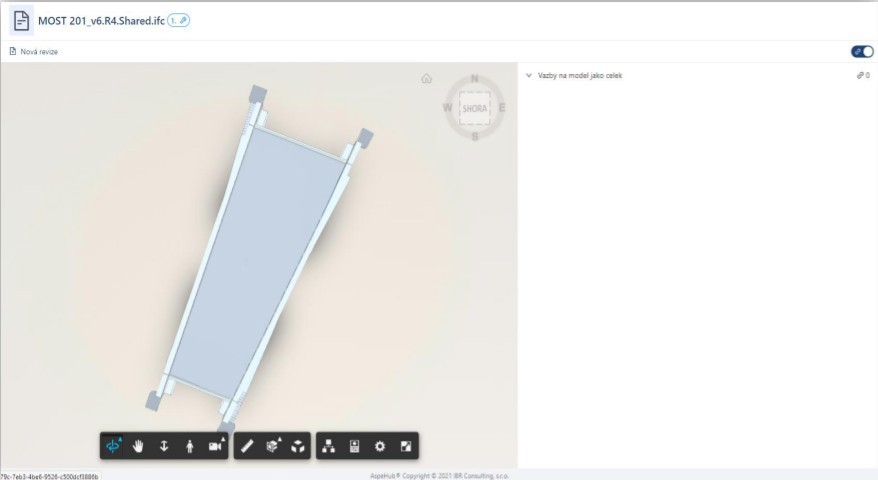 MOST 201_v6.R4.Shared.ifc 1.
Nová revize
Vazby na model jako celek 0
N
W SHORA E
S
AspeHub® Copyright © 2021 IBR Consulting, s.r.o.